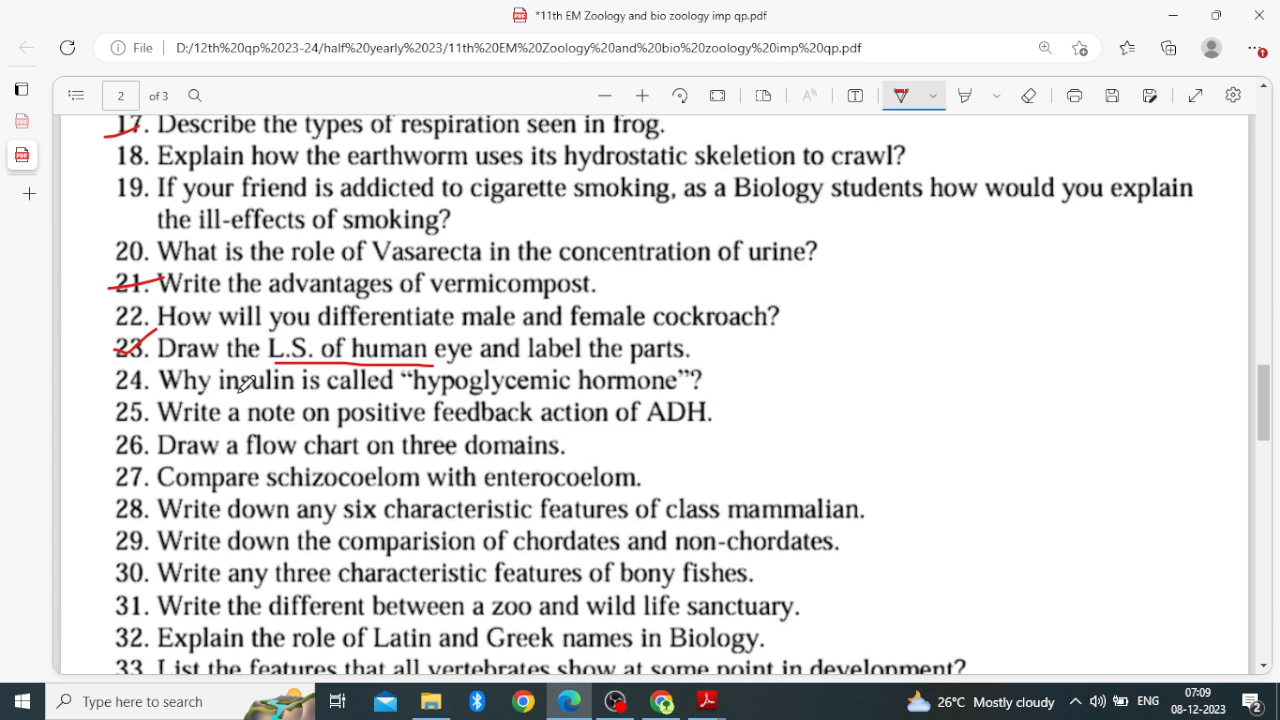 *11th EM Zoology and bio zoology imp qp.pdf
File D:/12th%20qp%2023-24/half%20yearly%2023/11th%20EM%20Zoology%20and%20bio%20zoology%20imp%20qp.pdf
2 of 3
17. Describe the types of respiration seen in frog.
18. Explain how the earthworm uses its hydrostatic skeletion to crawl?
19. If your friend is addicted to cigarette smoking, as a Biology students how would you explain
the ill-effects of smoking?
20. What is the role of Vasarecta in the concentration of urine?
21. Write the advantages of vermicompost.
22. How will you differentiate male and female cockroach?
23. Draw the L.S. of human eye and label the parts.
24. Why insulin is called “hypoglycemic hormone”?
25. Write a note on positive feedback action of ADH.
26. Draw a flow chart on three domains.
27. Compare schizocoelom with enterocoelom.
28. Write down any six characteristic features of class mammalian.
29. Write down the comparision of chordates and non-chordates.
30. Write any three characteristic features of bony fishes.
31. Write the different between a zoo and wild life sanctuary.
32. Explain the role of Latin and Greek names in Biology.
33. List the features that all vertebrates show at some point in development?
Type here to search
26°C Mostly cloudy
ENG
07:09
08-12-2023
2